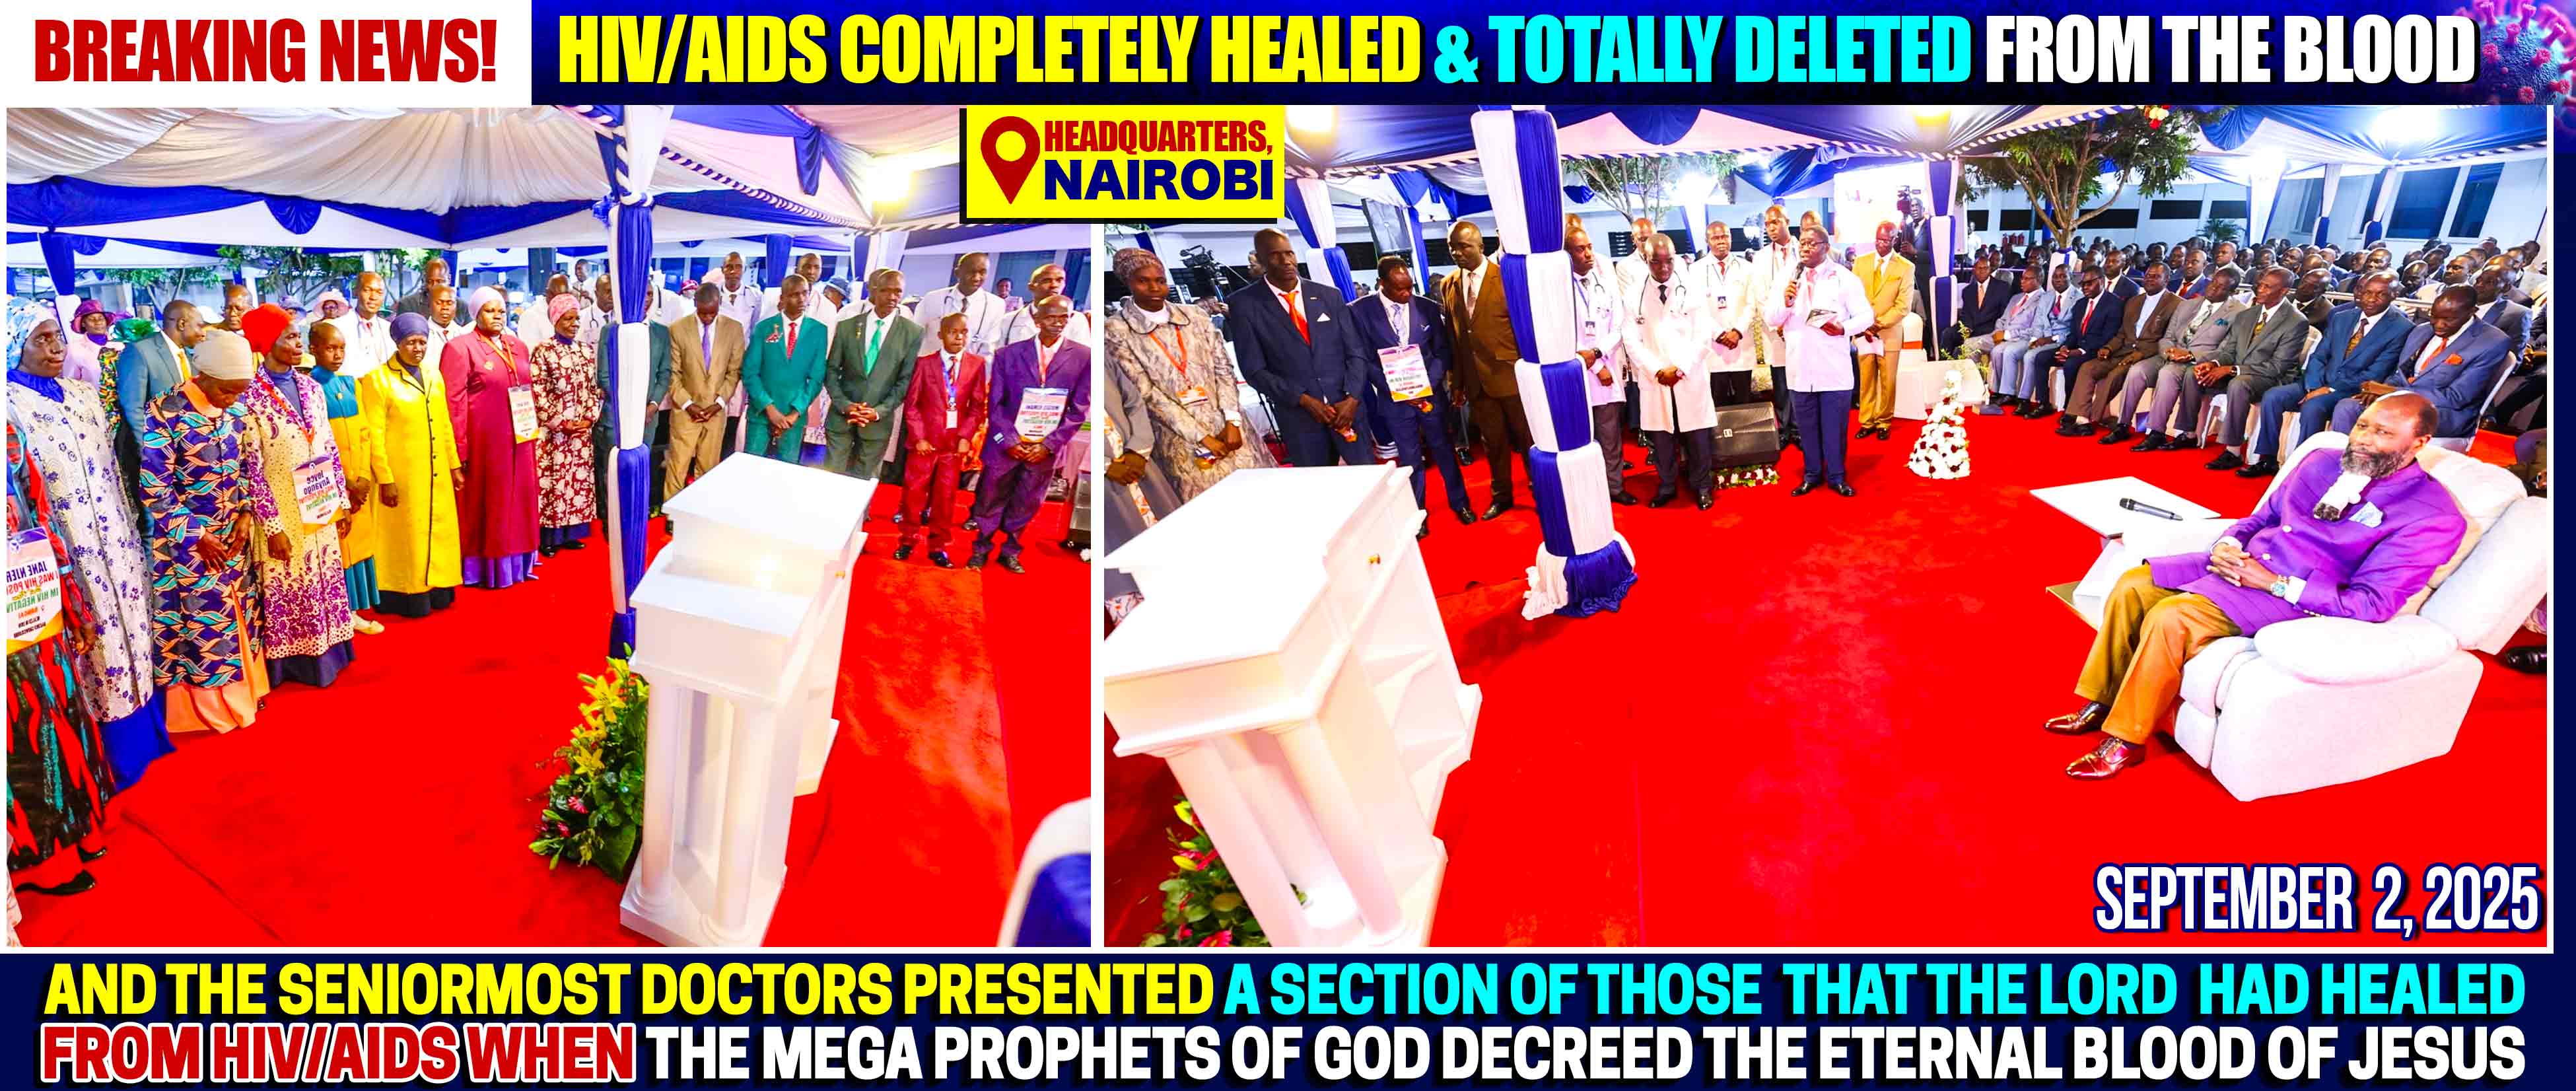 BREAKING NEWS!
HIV/AIDS COMPLETELY HEALED & TOTALLY DELETED FROM THE BLOOD
HEADQUARTERS,
NAIROBI
Joyce
Anyango
SEPTEMBER 2, 2025
AND THE SENIORMOST DOCTORS PRESENTED A SECTION OF THOSE THAT THE LORD HAD HEALED
FROM HIV/AIDS WHEN THE MEGA PROPHETS OF GOD DECREED THE ETERNAL BLOOD OF JESUS